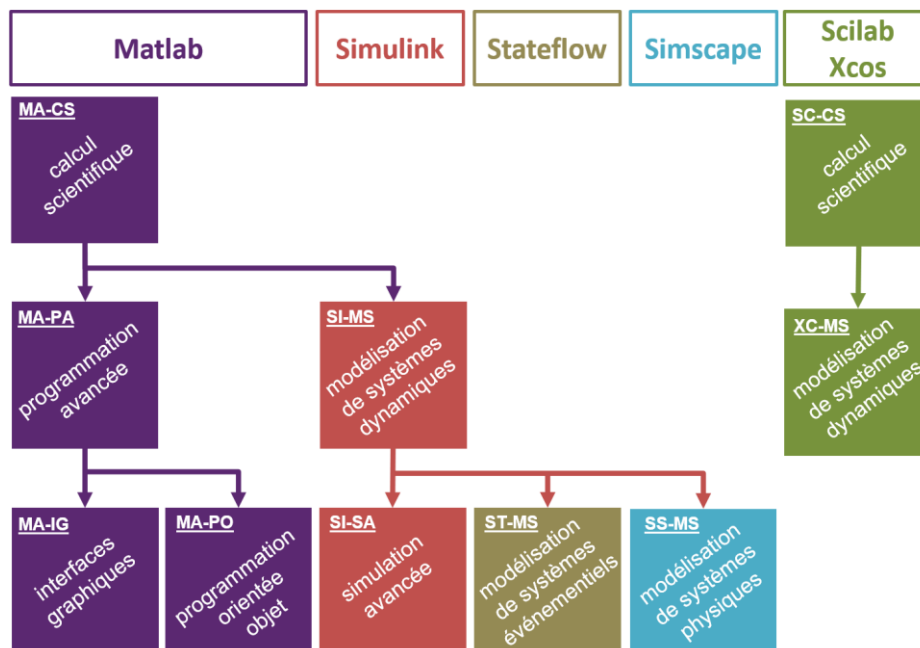 Matlab
Simulink
Stateflow
Simscape
Scilab
Xcos
MA-CS
calcul
scientifique
SC-CS
calcul
scientifique
MA-PA
programmation
avancée
SI-MS
modélisation
de systèmes
dynamiques
XC-MS
modélisation
de systèmes
dynamiques
MA-IG
interfaces
graphiques
MA-PO
programmation
orientée
objet
SI-SA
simulation
avancée
ST-MS
modélisation
de systèmes
événementiels
SS-MS
modélisation
de systèmes
physiques